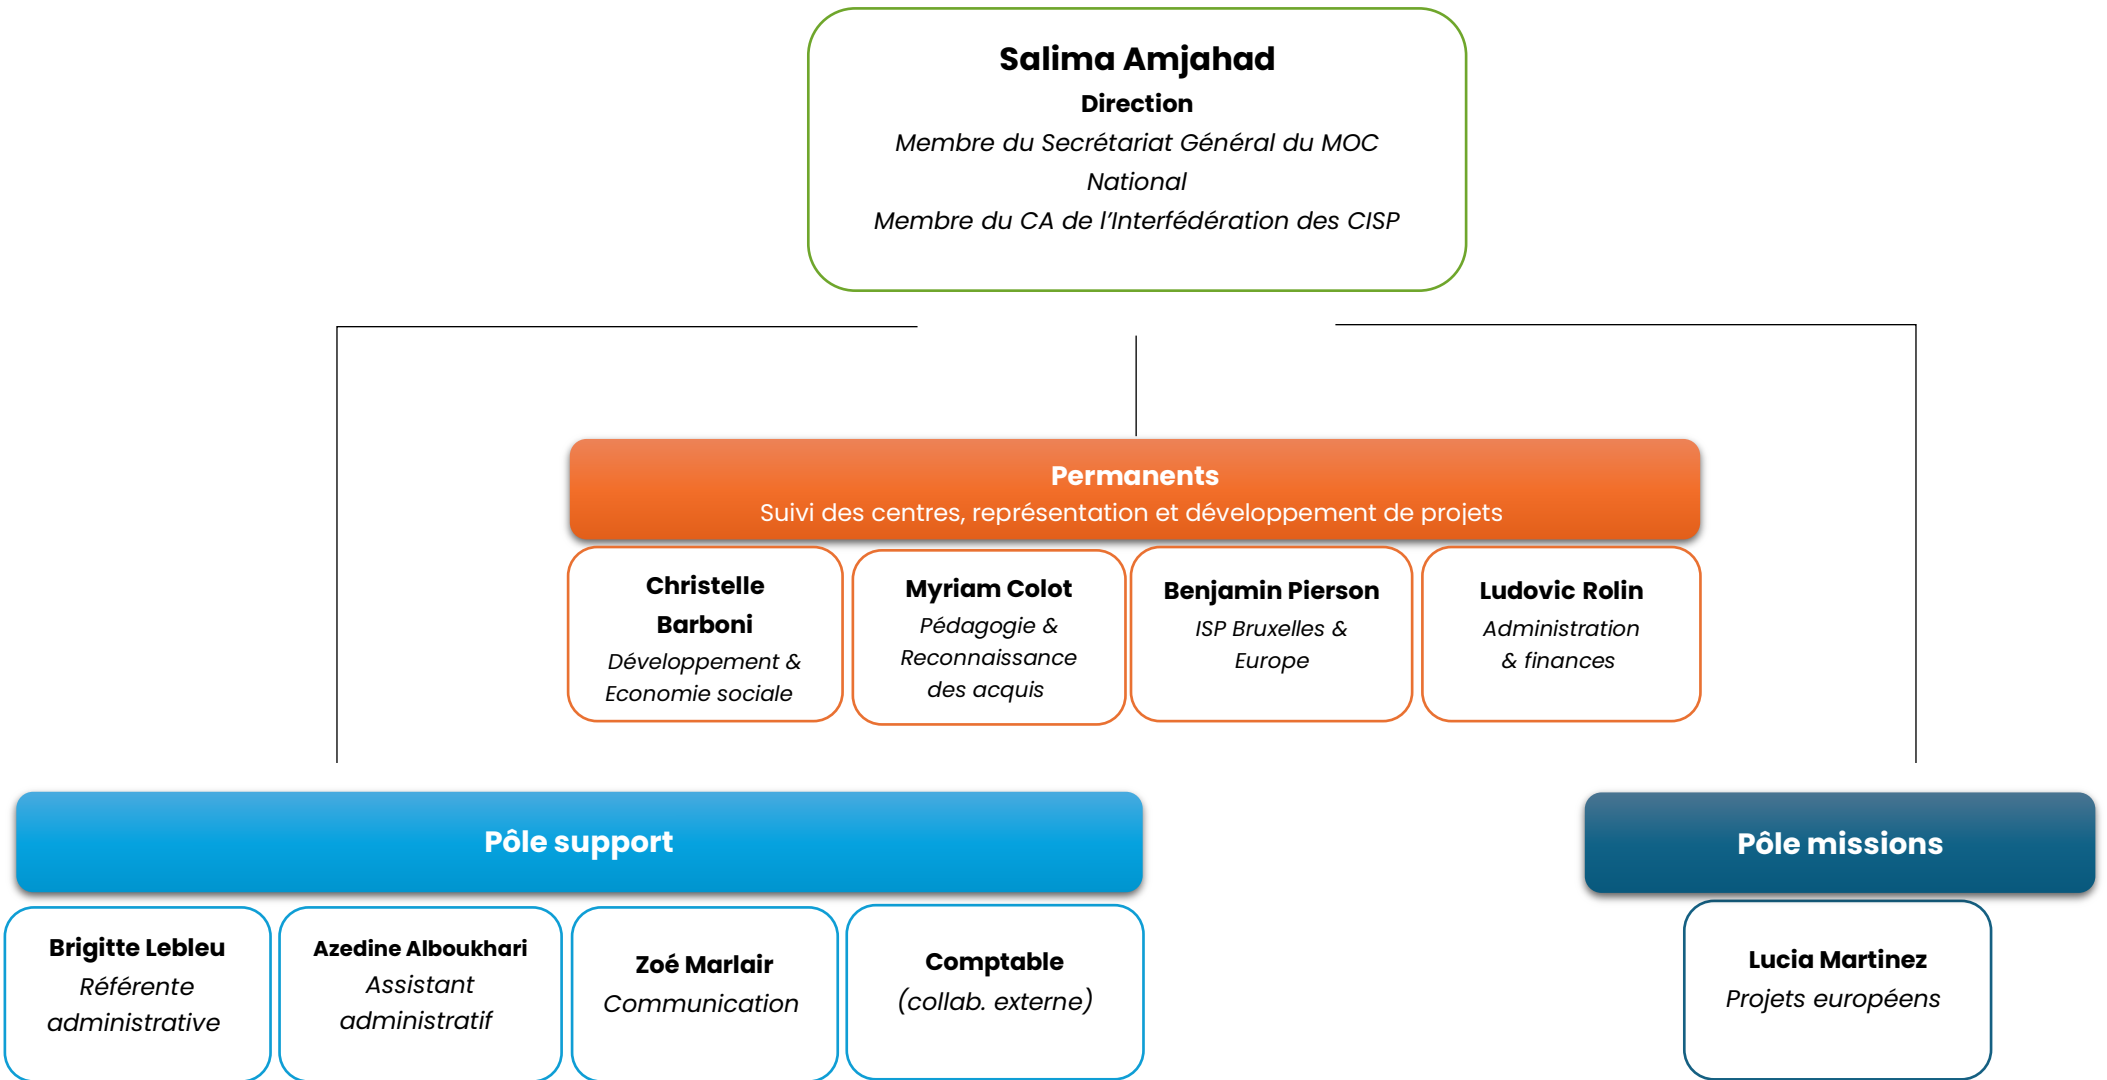 Salima Amjahad
Direction
Membre du Secrétariat Général du MOC
National
Membre du CA de l'Interfédération des CISP
Permanents
Suivi des centres, représentation et développement de projets
Christelle
Barboni
Développement &
Economie sociale
Myriam Colot
Pédagogie &
Reconnaissance
des acquis
Benjamin Pierson
ISP Bruxelles &
Europe
Ludovic Rolin
Administration
& finances
Pôle support
Brigitte Lebleu
Référente
administrative
Azedine Alboukhari
Assistant
administratif
Zoé Marlair
Communication
Comptable
(collab. externe)
Pôle missions
Lucia Martinez
Projets européens